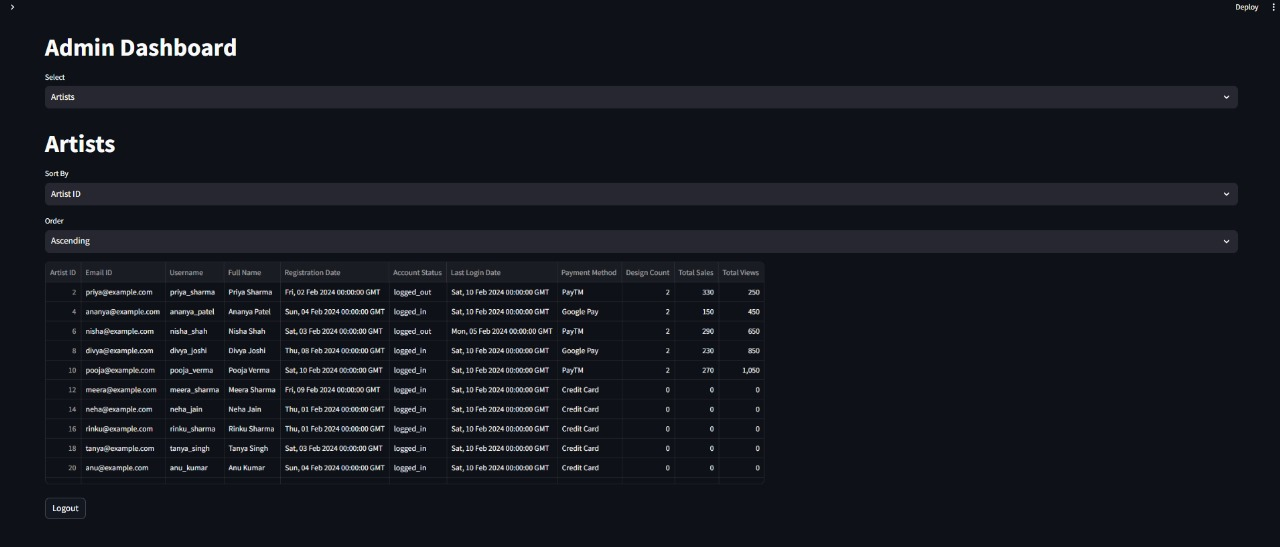 Deploy
Admin Dashboard
Select
Artists
Artists
Sort By
Artist ID
Order
Ascending
Artist ID Email ID Username Full Name Registration Date Account Status Last Login Date Payment Method Design Count Total Sales Total Views
2 priya@example.com priya_sharma Priya Sharma Fri, 02 Feb 2024 00:00:00 GMT logged_out Sat, 10 Feb 2024 00:00:00 GMT PayTM 2 330 250
4 ananya@example.com ananya_patel Ananya Patel Sun, 04 Feb 2024 00:00:00 GMT logged_in Sat, 10 Feb 2024 00:00:00 GMT Google Pay 2 150 450
6 nisha@example.com nisha_shah Nisha Shah Sat, 03 Feb 2024 00:00:00 GMT logged_out Mon, 05 Feb 2024 00:00:00 GMT PayTM 2 290 650
8 divya@example.com divya_joshi Divya Joshi Thu, 08 Feb 2024 00:00:00 GMT logged_in Sat, 10 Feb 2024 00:00:00 GMT Google Pay 2 230 850
10 pooja@example.com pooja_verma Pooja Verma Sat, 10 Feb 2024 00:00:00 GMT logged_in Sat, 10 Feb 2024 00:00:00 GMT PayTM 2 270 1,050
12 meera@example.com meera_sharma Meera Sharma Fri, 09 Feb 2024 00:00:00 GMT logged_in Sat, 10 Feb 2024 00:00:00 GMT Credit Card 0 0 0
14 neha@example.com neha_jain Neha Jain Thu, 01 Feb 2024 00:00:00 GMT logged_in Sat, 10 Feb 2024 00:00:00 GMT Credit Card 0 0 0
16 rinku@example.com rinku_sharma Rinku Sharma Thu, 01 Feb 2024 00:00:00 GMT logged_in Sat, 10 Feb 2024 00:00:00 GMT Credit Card 0 0 0
18 tanya@example.com tanya_singh Tanya Singh Sat, 03 Feb 2024 00:00:00 GMT logged_in Sat, 10 Feb 2024 00:00:00 GMT Credit Card 0 0 0
20 anu@example.com anu_kumar Anu Kumar Sun, 04 Feb 2024 00:00:00 GMT logged_in Sat, 10 Feb 2024 00:00:00 GMT Credit Card 0 0 0
Logout